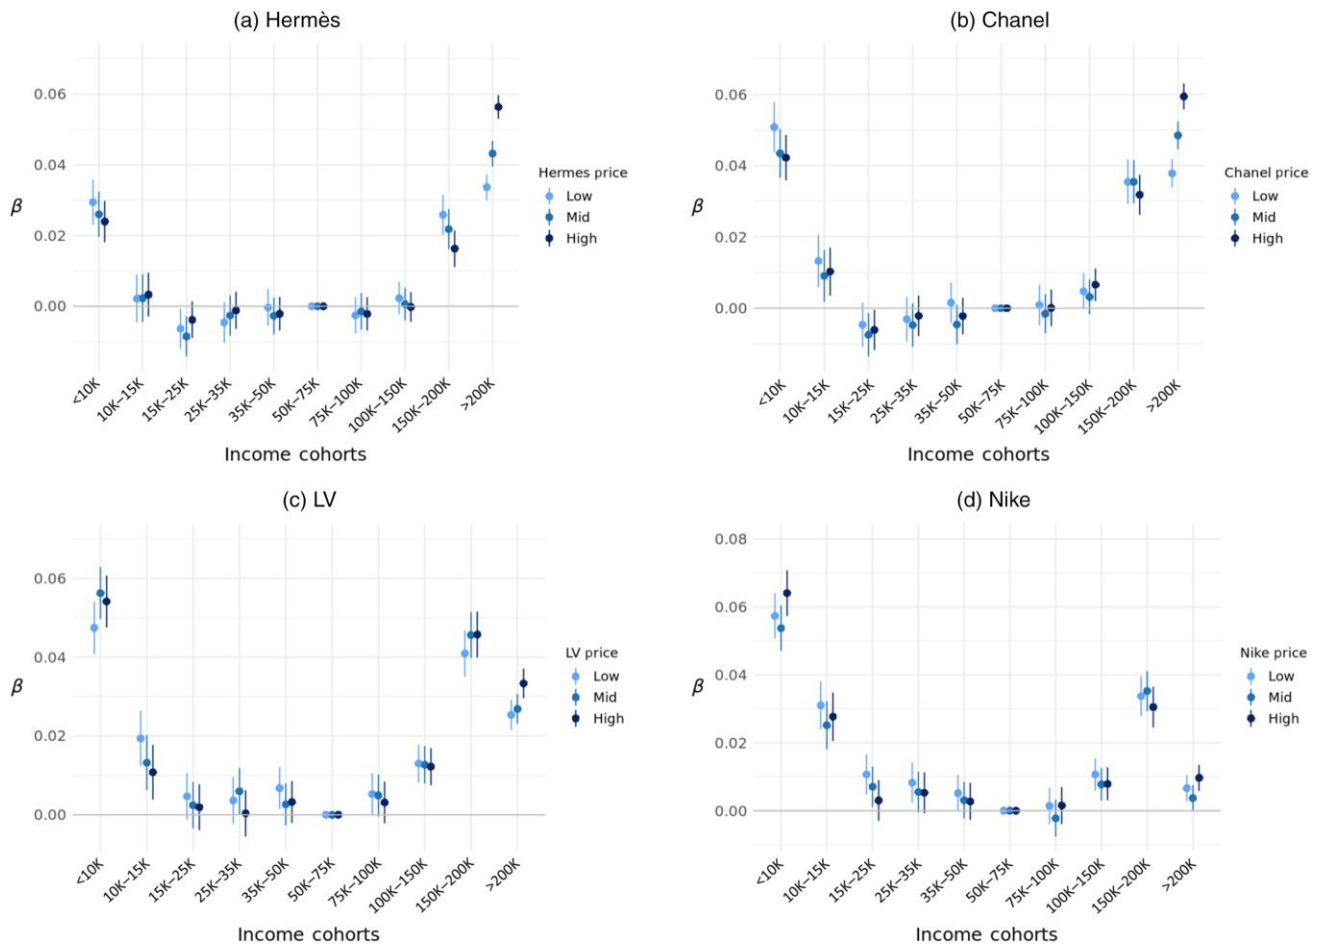 (a) Hermès
0.06
0.04
0.02
0.00
β
<10K
10K–15K
15K–25K
25K–35K
35K–50K
50K–75K
75K–100K
100K–150K
150K–200K
>200K
Income cohorts
Hermes price
Low
Mid
High
(b) Chanel
0.06
0.04
0.02
0.00
β
<10K
10K–15K
15K–25K
25K–35K
35K–50K
50K–75K
75K–100K
100K–150K
150K–200K
>200K
Income cohorts
Chanel price
Low
Mid
High
(c) LV
0.06
0.04
0.02
0.00
β
<10K
10K–15K
15K–25K
25K–35K
35K–50K
50K–75K
75K–100K
100K–150K
150K–200K
>200K
Income cohorts
LV price
Low
Mid
High
(d) Nike
0.08
0.06
0.04
0.02
0.00
β
<10K
10K–15K
15K–25K
25K–35K
35K–50K
50K–75K
75K–100K
100K–150K
150K–200K
>200K
Income cohorts
Nike price
Low
Mid
High